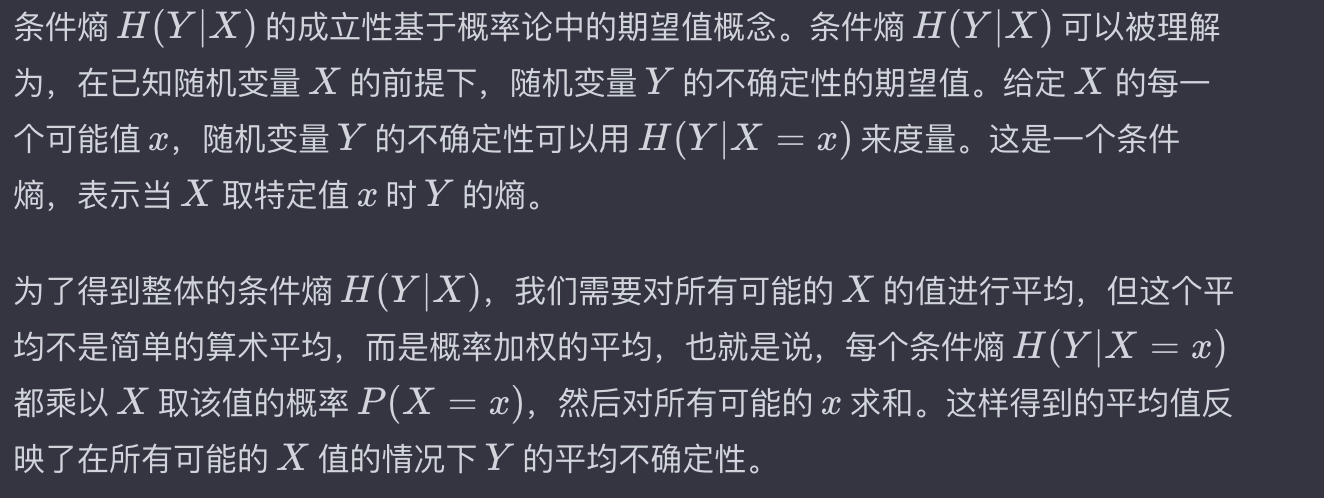 条件熵 H(Y|X) 的成立性基于概率论中的期望值概念。条件熵 H(Y|X) 可以被理解
为，在已知随机变量 X 的前提下，随机变量 Y 的不确定性的期望值。给定 X 的每一
个可能值 x，随机变量 Y 的不确定性可以用 H(Y|X = x) 来度量。这是一个条件
熵，表示当 X 取特定值 x 时 Y 的熵。
为了得到整体的条件熵 H(Y|X)，我们需要对所有可能的 X 的值进行平均，但这个平
均不是简单的算术平均，而是概率加权的平均，也就是说，每个条件熵 H(Y|X = x)
都乘以 X 取该值的概率 P(X = x)，然后对所有可能的 x 求和。这样得到的平均值反
映了在所有可能的 X 值的情况下 Y 的平均不确定性。